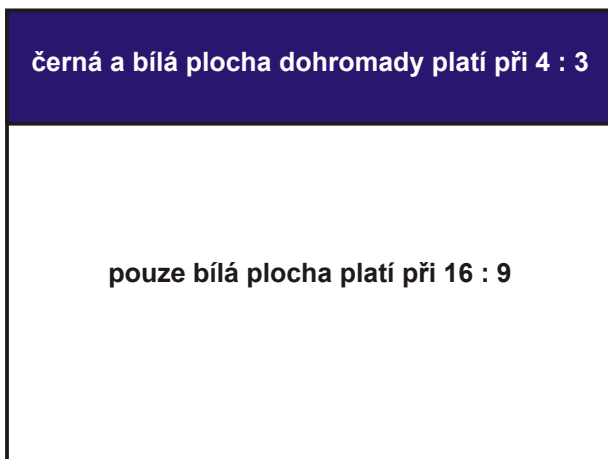 černá a bílá plocha dohromady platí při 4 : 3
pouze bílá plocha platí při 16 : 9